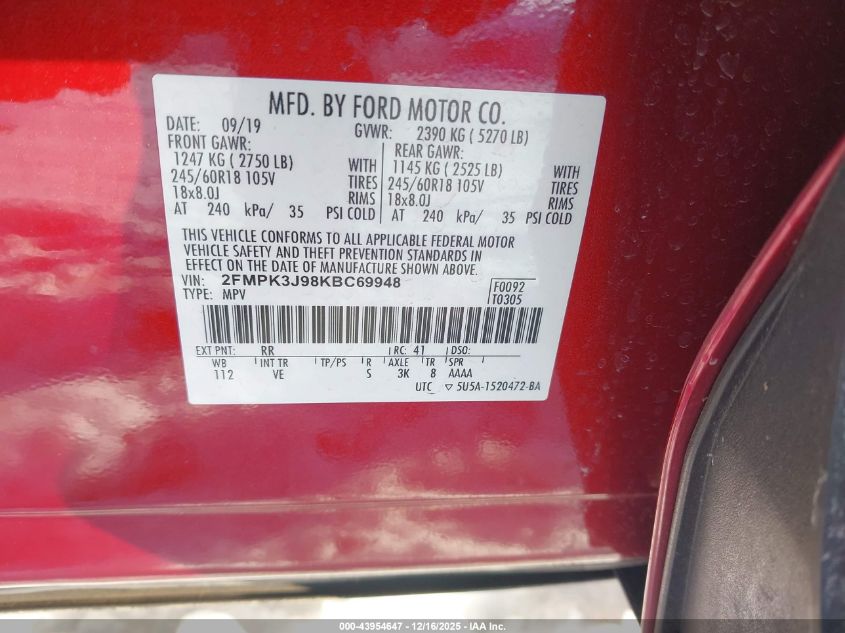 MFD. BY FORD MOTOR CO.
DATE: 09/19 GVWR: 2390 KG ( 5270 LB)
FRONT GAWR: REAR GAWR:
1247 KG ( 2750 LB) WITH 1145 KG ( 2525 LB) WITH
245/60R18 105V TIRES 245/60R18 105V TIRES
18x8.0J RIMS 18x8.0J RIMS
AT 240 kPa/ 35 PSI COLD AT 240 kPa/ 35 PSI COLD
THIS VEHICLE CONFORMS TO ALL APPLICABLE FEDERAL MOTOR
VEHICLE SAFETY AND THEFT PREVENTION STANDARDS IN
EFFECT ON THE DATE OF MANUFACTURE SHOWN ABOVE.
VIN: 2FMPK3J98KBC69948 F0092
TYPE: MPV T0305
EXT PNT: RR RC: 41 DSO:
WB INT TR TP/PS R AXLE TR SPR
112 VE S 3K 8 AAAA
UTC ▽ 5U5A-1520472-BA
000-43954647 - 12/16/2025 - IAA Inc.